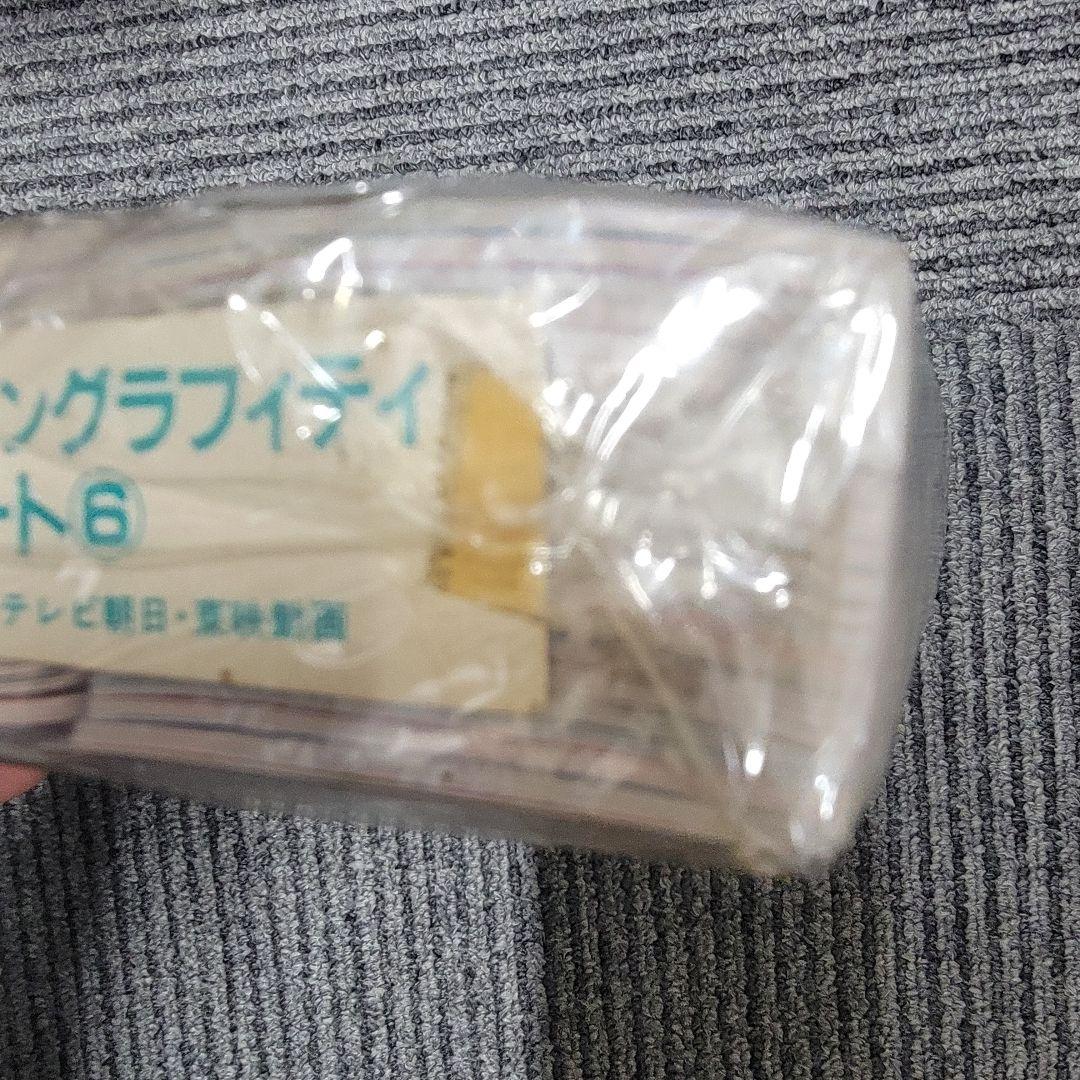 ングラフィティ
ート⑥
テレビ朝日・東映動画